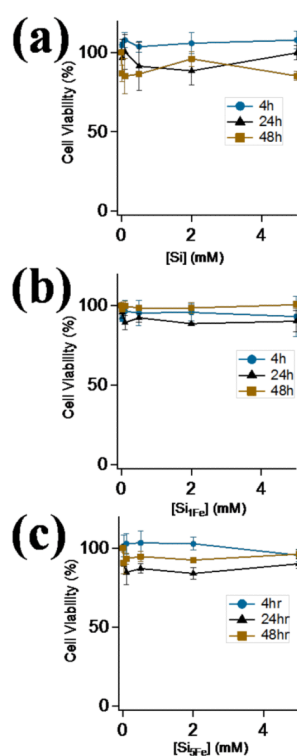 (a)
100
50
0
Cell Viability (%)
4h
24h
48h
0 2 4
[Si] (mM)
(b)
100
50
0
Cell Viability (%)
4h
24h
48h
0 2 4
[Si1Fe] (mM)
(c)
100
50
0
Cell Viability (%)
4hr
24hr
48hr
0 2 4
[Si5Fe] (mM)